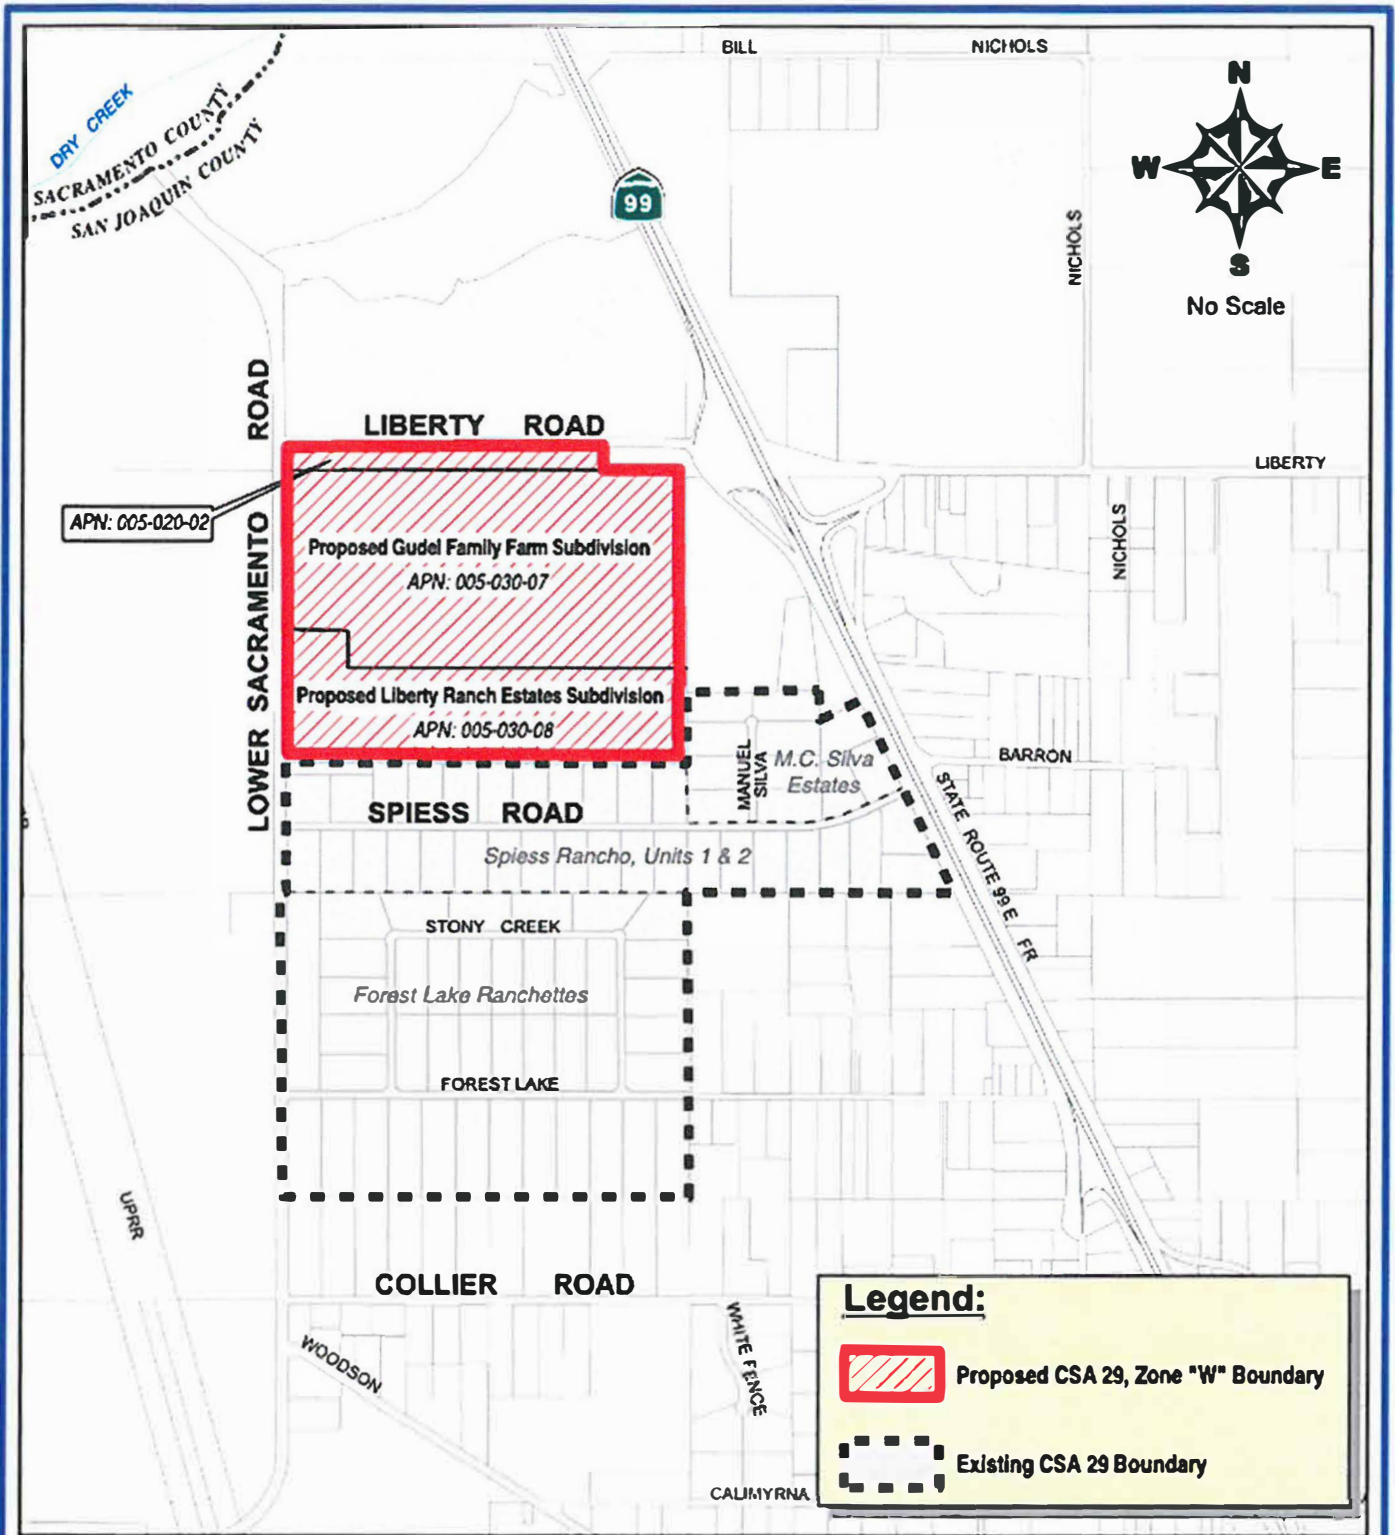 BILL NICHOLS
N
W E
S
No Scale
DRY CREEK
SACRAMENTO COUNTY
SAN JOAQUIN COUNTY
99
NICHOLS
LOWER SACRAMENTO ROAD
LIBERTY ROAD
LIBERTY
APN: 005-020-02
NICHOLS
Proposed Gudel Family Farm Subdivision
APN: 005-030-07
Proposed Liberty Ranch Estates Subdivision
APN: 005-030-08
MANUEL
SILVA
M.C. Silva
Estates
BARRON
STATE ROUTE 99 E FR
SPIESS ROAD
Spiess Rancho, Units 1 & 2
STONY CREEK
Forest Lake Ranchettes
FOREST LAKE
UPRR
COLLIER ROAD
WOODSON
WHITE FENCE
CALIMYRNA
Legend:
Proposed CSA 29, Zone "W" Boundary
Existing CSA 29 Boundary